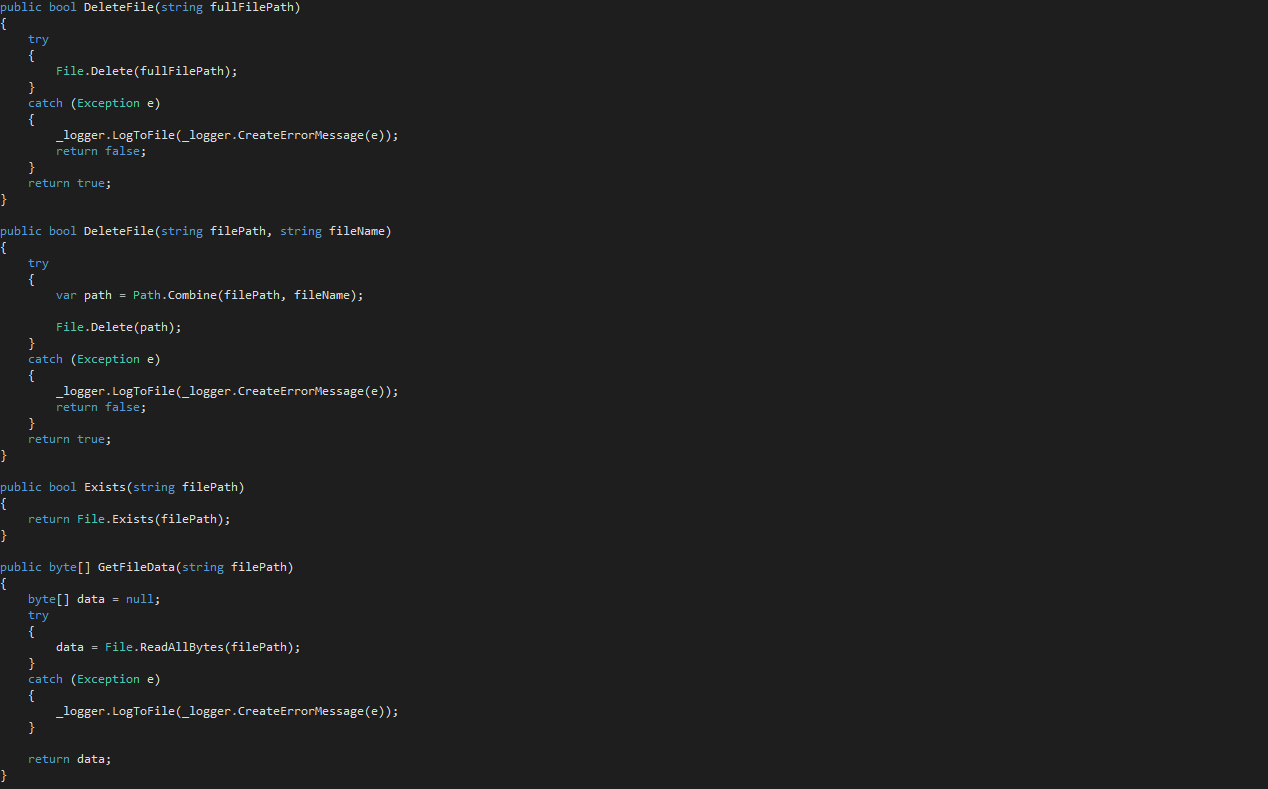 public bool DeleteFile(string fullFilePath)
{
    try
    {
        File.Delete(fullFilePath);
    }
    catch (Exception e)
    {
        _logger.LogToFile(_logger.CreateErrorMessage(e));
        return false;
    }
    return true;
}

public bool DeleteFile(string filePath, string fileName)
{
    try
    {
        var path = Path.Combine(filePath, fileName);

        File.Delete(path);
    }
    catch (Exception e)
    {
        _logger.LogToFile(_logger.CreateErrorMessage(e));
        return false;
    }
    return true;
}

public bool Exists(string filePath)
{
    return File.Exists(filePath);
}

public byte[] GetFileData(string filePath)
{
    byte[] data = null;
    try
    {
        data = File.ReadAllBytes(filePath);
    }
    catch (Exception e)
    {
        _logger.LogToFile(_logger.CreateErrorMessage(e));
    }

    return data;
}